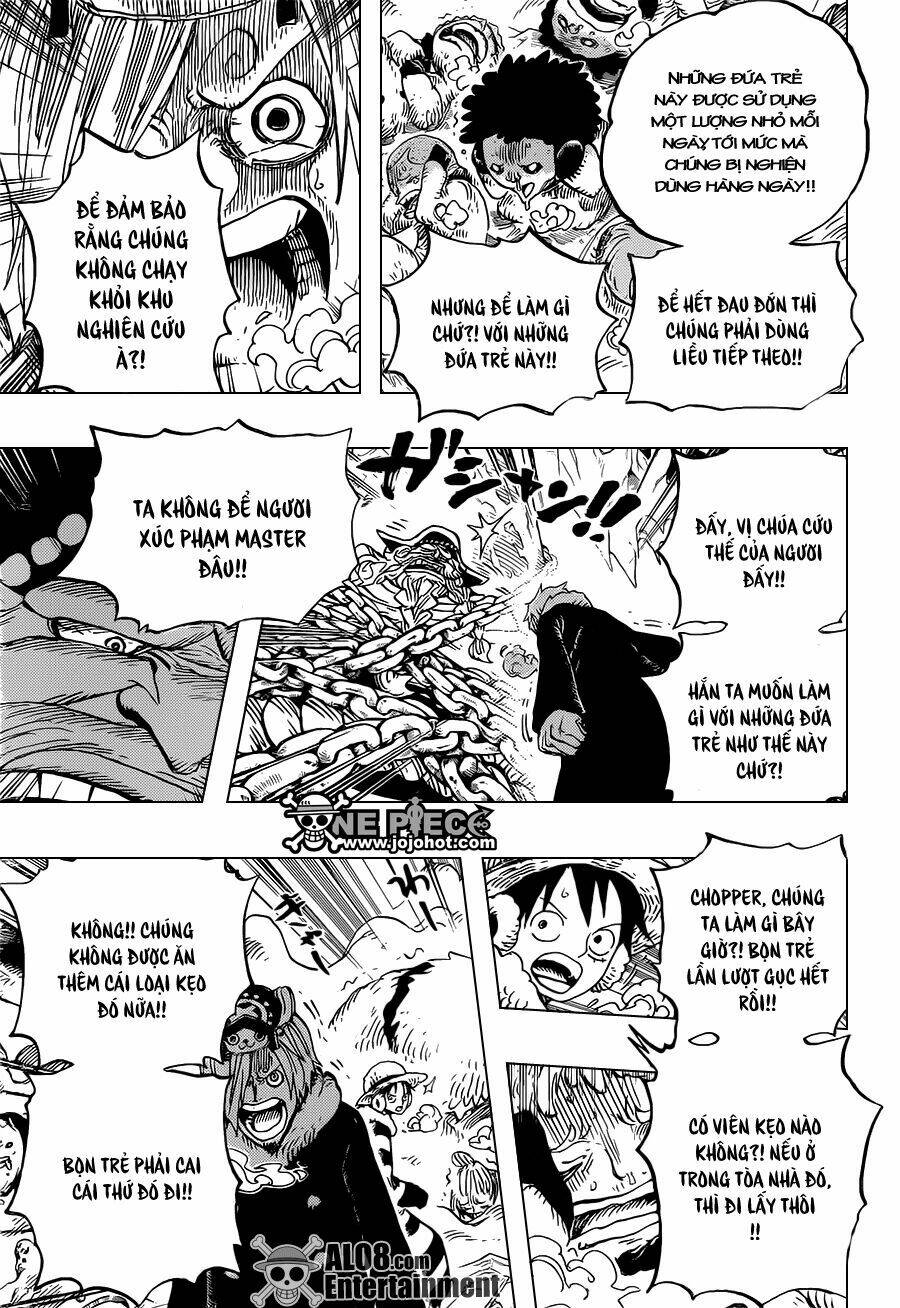 NHỮNG ĐỨA TRẺ
NÀY ĐƯỢC SỬ DỤNG
MỘT LƯỢNG NHỎ MỖI
NGÀY TỚI MỨC MÀ
CHÚNG BỊ NGHIỆN
DÙNG HÀNG NGÀY!!
ĐỂ HẾT ĐAU ĐỚN THÌ
CHÚNG PHẢI DÙNG
LIỀU TIẾP THEO!!
NHƯNG ĐỂ LÀM GÌ
CHỨ?! VỚI NHỮNG
ĐỨA TRẺ NÀY!!
ĐỂ ĐẢM BẢO
RẰNG CHÚNG
KHÔNG CHẠY
KHỎI KHU
NGHIÊN CỨU
À?!
ĐẤY, VỊ CHÚA CỨU
THẾ CỦA NGƯƠI
ĐẤY!!
HẮN TA MUỐN LÀM
GÌ VỚI NHỮNG ĐỨA
TRẺ NHƯ THẾ NÀY
CHỨ?!
ガシャン!!
TA KHÔNG ĐỂ NGƯƠI
XÚC PHẠM MASTER
ĐÂU!!
ONE PIECE
www.jojohot.com
CHOPPER, CHÚNG
TA LÀM GÌ BÂY
GIỜ?! BỌN TRẺ
LẦN LƯỢT GỤC HẾT
RỒI!!
CÓ VIÊN KẸO NÀO
KHÔNG?! NẾU Ở
TRONG TÒA NHÀ ĐÓ,
THÌ ĐI LẤY THÔI
!!
KHÔNG!! CHÚNG
KHÔNG ĐƯỢC ĂN
THÊM CÁI LOẠI KẸO
ĐÓ NỮA!!
BỌN TRẺ PHẢI CAI
CÁI THỨ ĐÓ ĐI!!
AL08.com
Entertainment